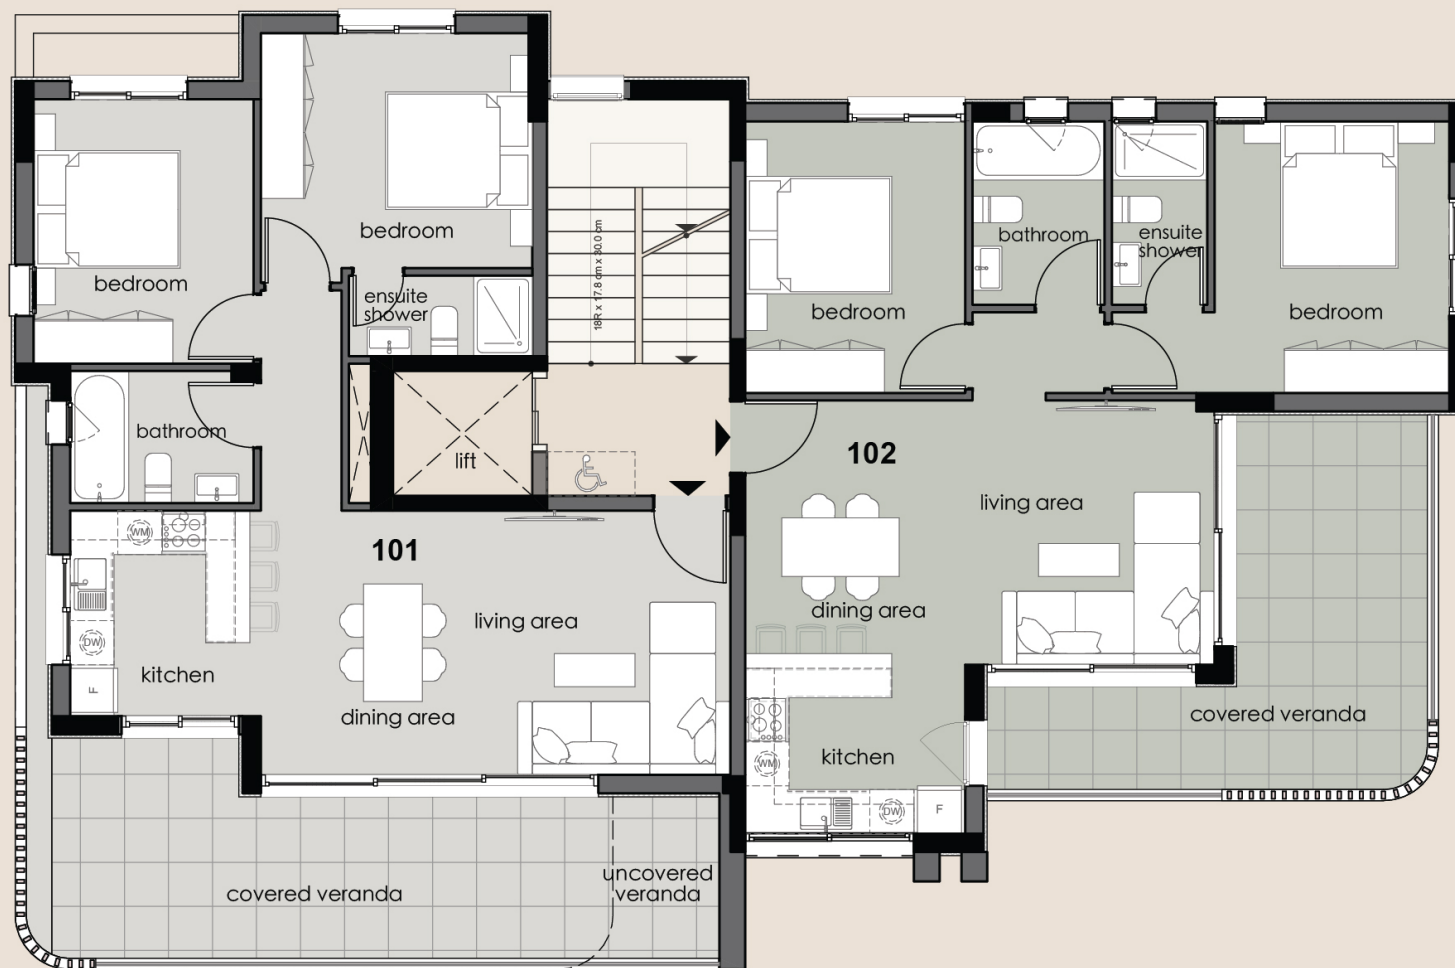 bedroom
bedroom
ensuite
shower
bathroom
lift
18R x 17.8 cm x 30.0 cm
bedroom
bathroom
ensuite
shower
bedroom
101
WM
DW
F
kitchen
dining area
living area
covered veranda
uncovered
veranda
102
living area
dining area
kitchen
WM
DW
F
covered veranda